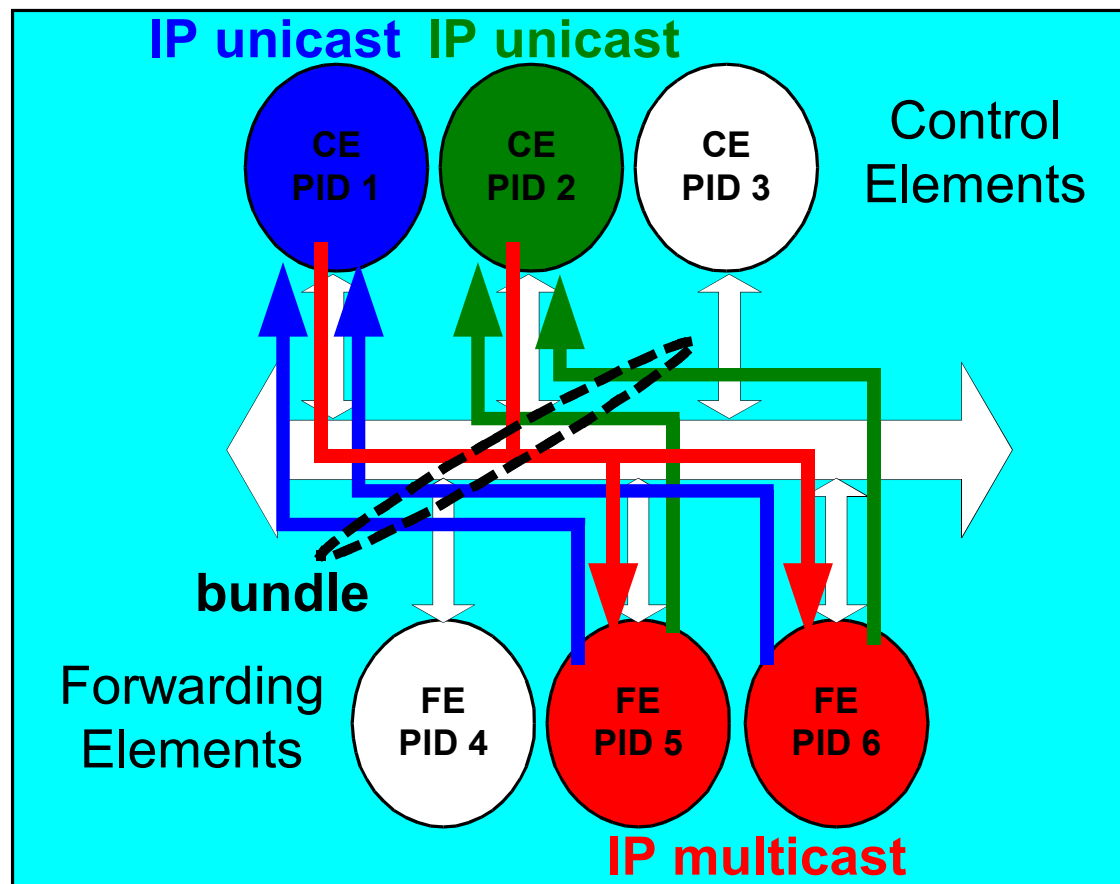 IP unicast
IP unicast
CE
PID 1
CE
PID 2
CE
PID 3
Control
Elements
bundle
Forwarding
Elements
FE
PID 4
FE
PID 5
FE
PID 6
IP multicast